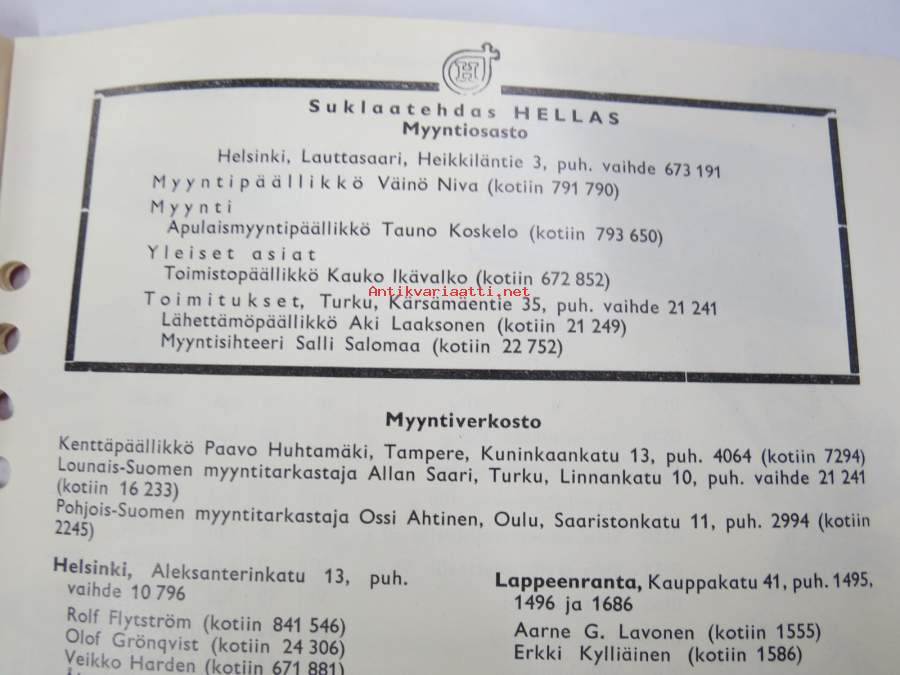 H
Suklaatehdas HELLAS
Myyntiosasto
Helsinki, Lauttasaari, Heikkiläntie 3, puh. vaihde 673 191
Myyntipäällikkö Väinö Niva (kotiin 791 790)
Myynti
Apulaismyyntipäällikkö Tauno Koskelo (kotiin 793 650)
Yleiset asiat
Toimistopäällikkö Kauko Ikävalko (kotiin 672 852)
Antikvariaatti.net
Toimitukset, Turku, Kärsämäentie 35, puh. vaihde 21 241
Lähettämöpäällikkö Aki Laaksonen (kotiin 21 249)
Myyntisihteeri Salli Salomaa (kotiin 22 752)
Myyntiverkosto
Kenttäpäällikkö Paavo Huhtamäki, Tampere, Kuninkaankatu 13, puh. 4064 (kotiin 7294)
Lounais-Suomen myyntitarkastaja Allan Saari, Turku, Linnankatu 10, puh. vaihde 21 241
(kotiin 16 233)
Pohjois-Suomen myyntitarkastaja Ossi Ahtinen, Oulu, Saaristonkatu 11, puh. 2994 (kotiin
2245)
Helsinki, Aleksanterinkatu 13, puh.
vaihde 10 796
Rolf Flytström (kotiin 841 546)
Olof Grönqvist (kotiin 24 306)
Veikko Harden (kotiin 671 881)
Lappeenranta, Kauppakatu 41, puh. 1495,
1496 ja 1686
Aarne G. Lavonen (kotiin 1555)
Erkki Kylliäinen (kotiin 1586)